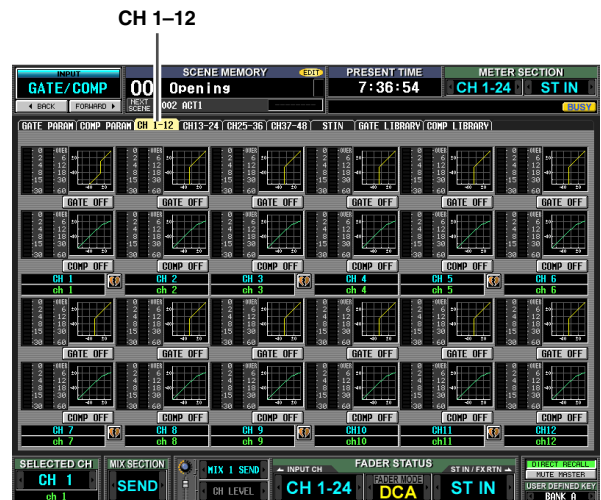 CH 1–12
INPUT
GATE/COMP
BACK FORWARD
SCENE MEMORY EDIT
00 Opening
NEXT SCENE 002 ACT1
PRESENT TIME
7:36:54
METER SECTION
CH 1-24 ST IN
BUSY
GATE PARAM COMP PARAM CH 1-12 CH13-24 CH25-36 CH37-48 STIN GATE LIBRARY COMP LIBRARY
GATE OFF GATE OFF GATE OFF GATE OFF GATE OFF GATE OFF
COMP OFF COMP OFF COMP OFF COMP OFF COMP OFF COMP OFF
CH 1 CH 2 CH 3 CH 4 CH 5 CH 6
ch 1 ch 2 ch 3 ch 4 ch 5 ch 6
GATE OFF GATE OFF GATE OFF GATE OFF GATE OFF GATE OFF
COMP OFF COMP OFF COMP OFF COMP OFF COMP OFF COMP OFF
CH 7 CH 8 CH 9 CH10 CH11 CH12
ch 7 ch 8 ch 9 ch10 ch11 ch12
SELECTED CH
CH 1
ch 1
MIX SECTION
SEND
MIX 1 SEND
CH LEVEL
FADER STATUS
INPUT CH
CH 1-24
FADER MODE
DCA
ST IN / FX RTN
ST IN
DIRECT RECALL
MUTE MASTER
USER DEFINED KEY
BANK A